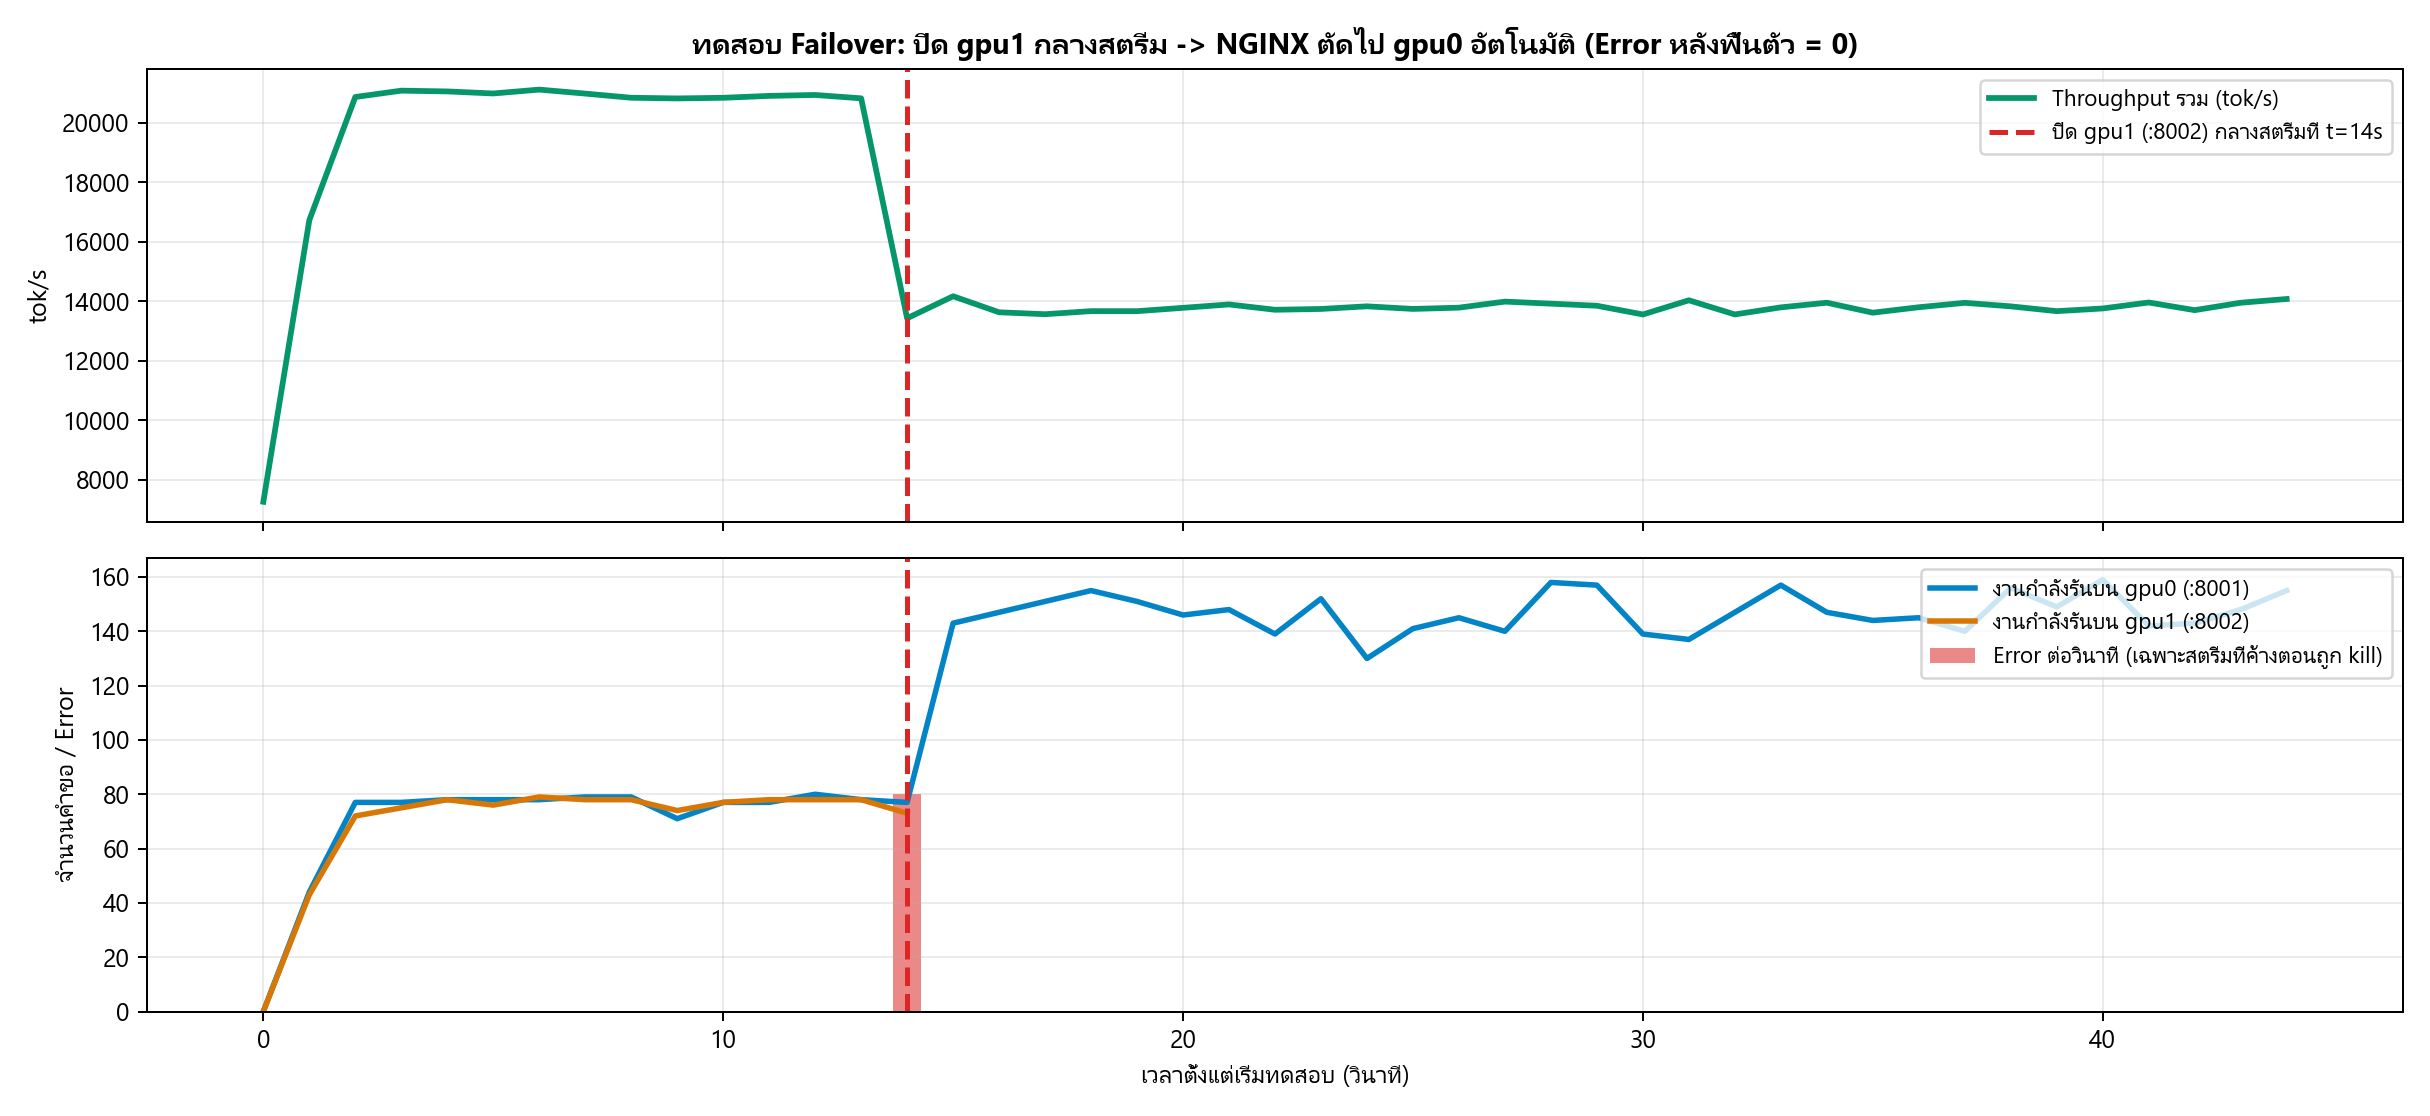 ทดสอบ Failover: ปิด gpu1 กลางสตรีม -> NGINX ตัดไป gpu0 อัตโนมัติ (Error หลังฟื้นตัว = 0)
20000
18000
16000
14000
12000
10000
8000
tok/s
Throughput รวม (tok/s)
ปิด gpu1 (:8002) กลางสตรีมที่ t=14s
160
140
120
100
80
60
40
20
0
จำนวนคำขอ / Error
งานกำลังรันบน gpu0 (:8001)
งานกำลังรันบน gpu1 (:8002)
Error ต่อวินาที (เฉพาะสตรีมที่ค้างตอนถูก kill)
0
10
20
30
40
เวลาตั้งแต่เริ่มทดสอบ (วินาที)